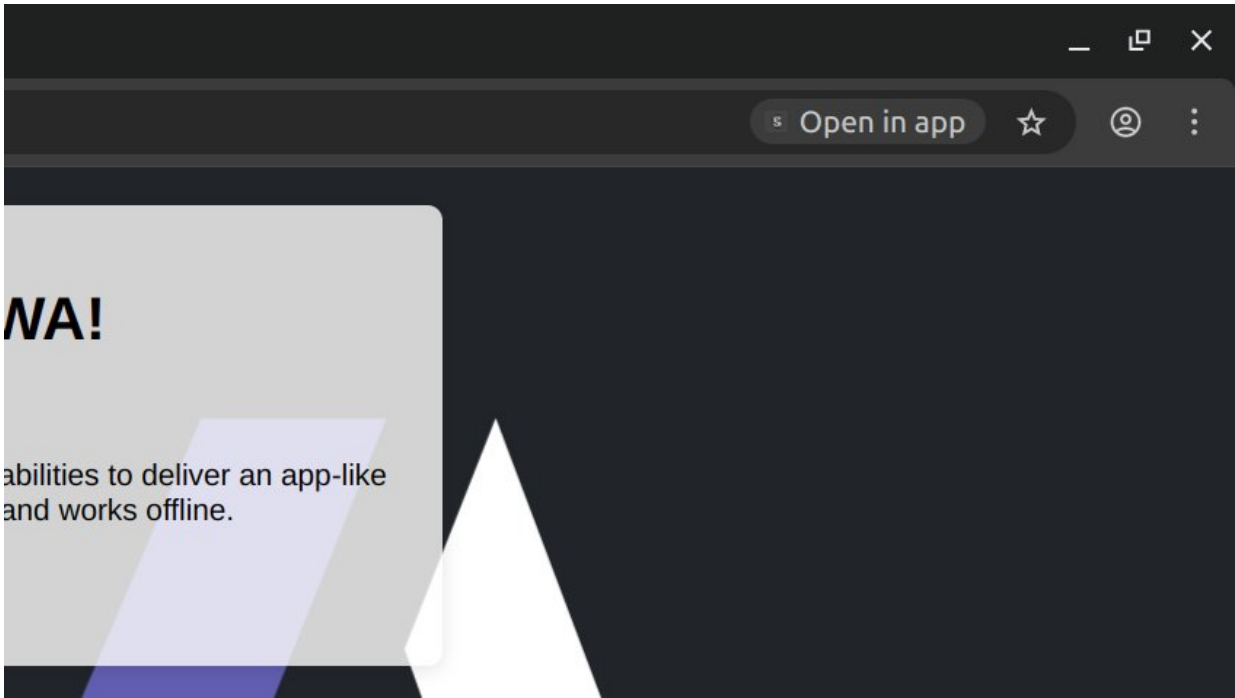 s Open in app
WA!
abilities to deliver an app-like
and works offline.